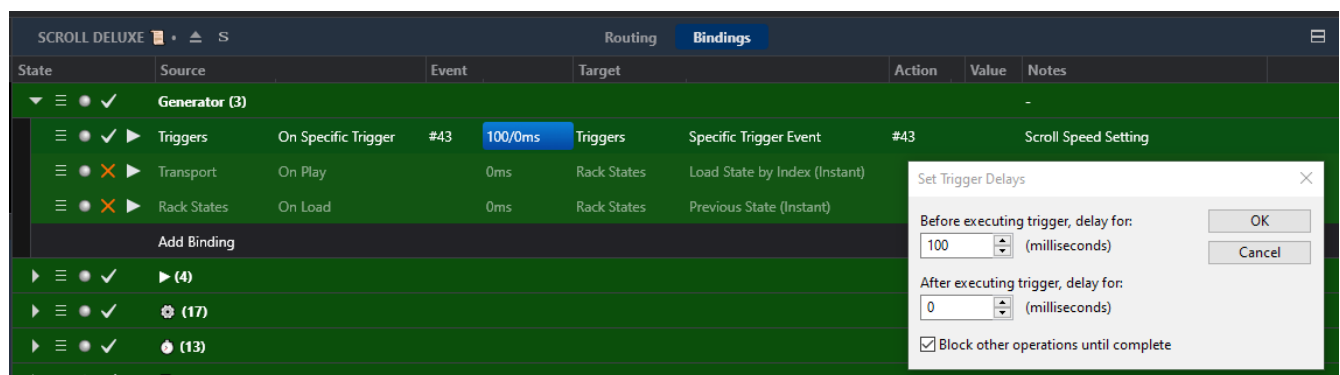 SCROLL DELUXE 📜 • ⏏ S Routing Bindings
State Source Event Target Action Value Notes
Generator (3) -
Triggers On Specific Trigger #43 100/0ms Triggers Specific Trigger Event #43 Scroll Speed Setting
Transport On Play 0ms Rack States Load State by Index (Instant)
Rack States On Load 0ms Rack States Previous State (Instant)
Add Binding
▶ (4)
⚙ (17)
⏱ (13)
Set Trigger Delays
Before executing trigger, delay for:
OK
100 (milliseconds)
Cancel
After executing trigger, delay for:
0 (milliseconds)
Block other operations until complete